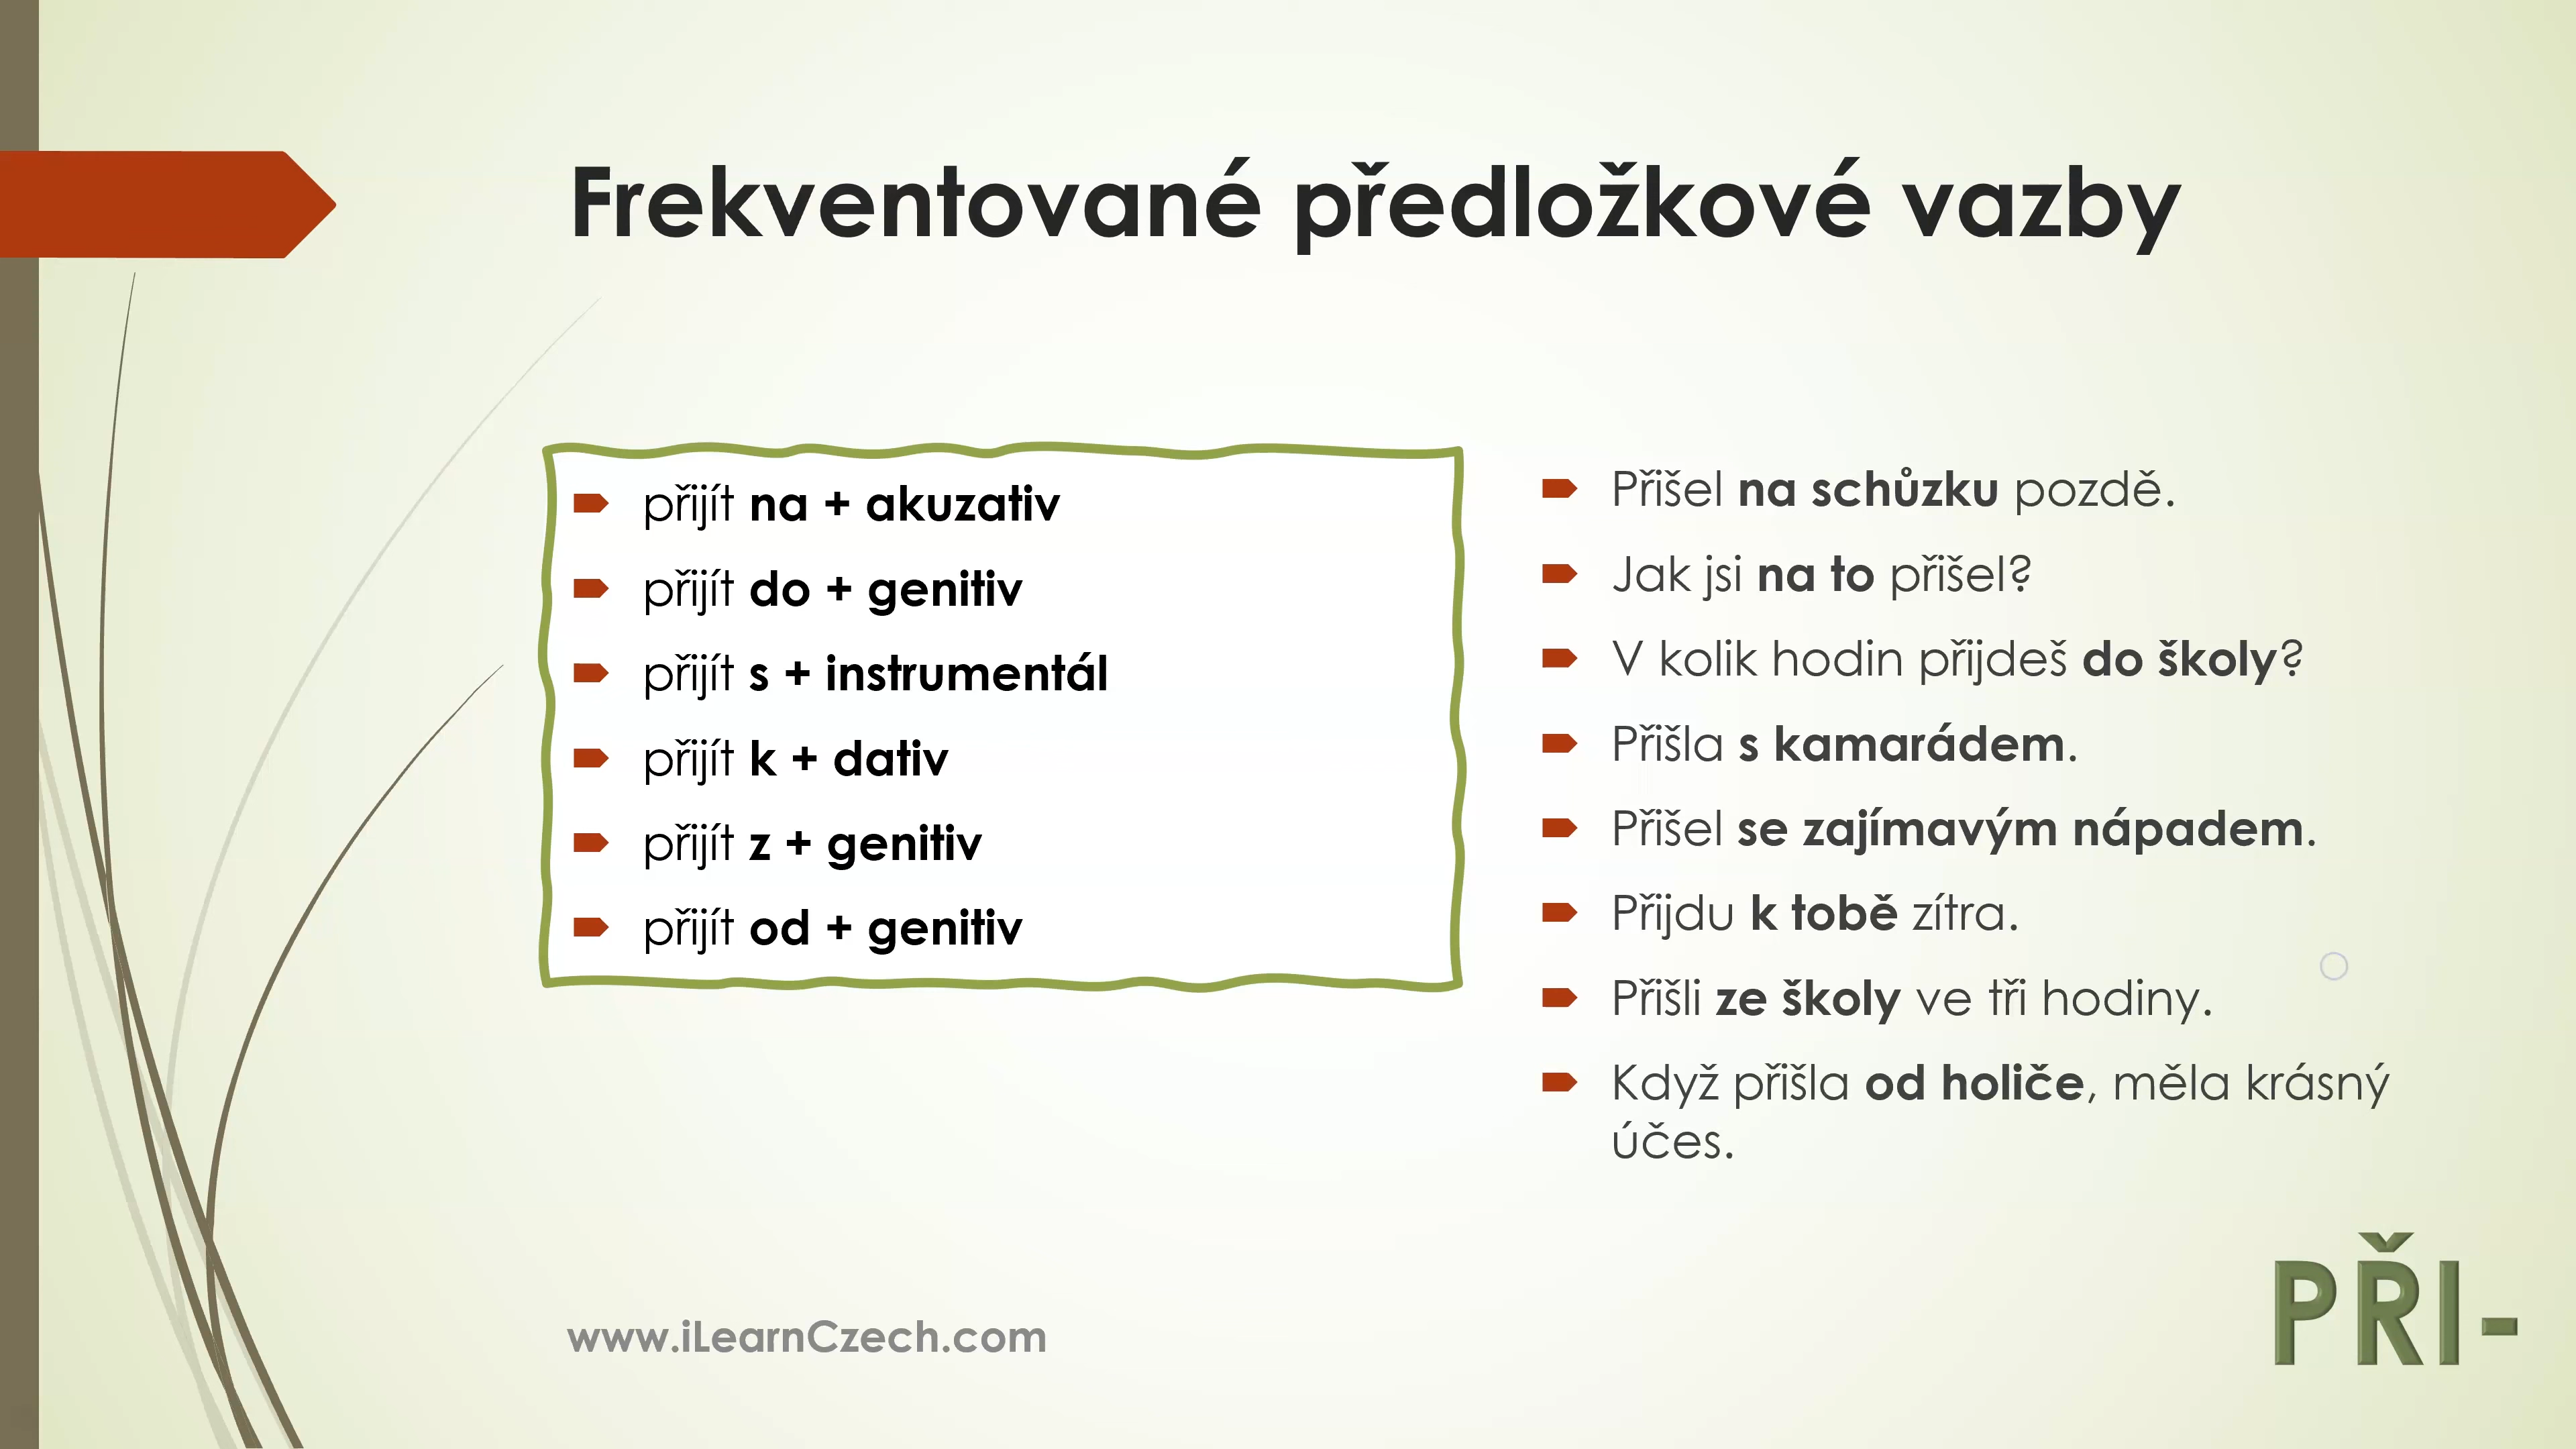 Frekventované předložkové vazby
přijít na + akuzativ
přijít do + genitiv
přijít s + instrumentál
přijít k + dativ
přijít z + genitiv
přijít od + genitiv
Přišel na schůzku pozdě.
Jak jsi na to přišel?
V kolik hodin přijdeš do školy?
Přišla s kamarádem.
Přišel se zajímavým nápadem.
Přijdu k tobě zítra.
Přišli ze školy ve tři hodiny.
Když přišla od holiče, měla krásný
účes.
www.iLearnCzech.com
PŘI-